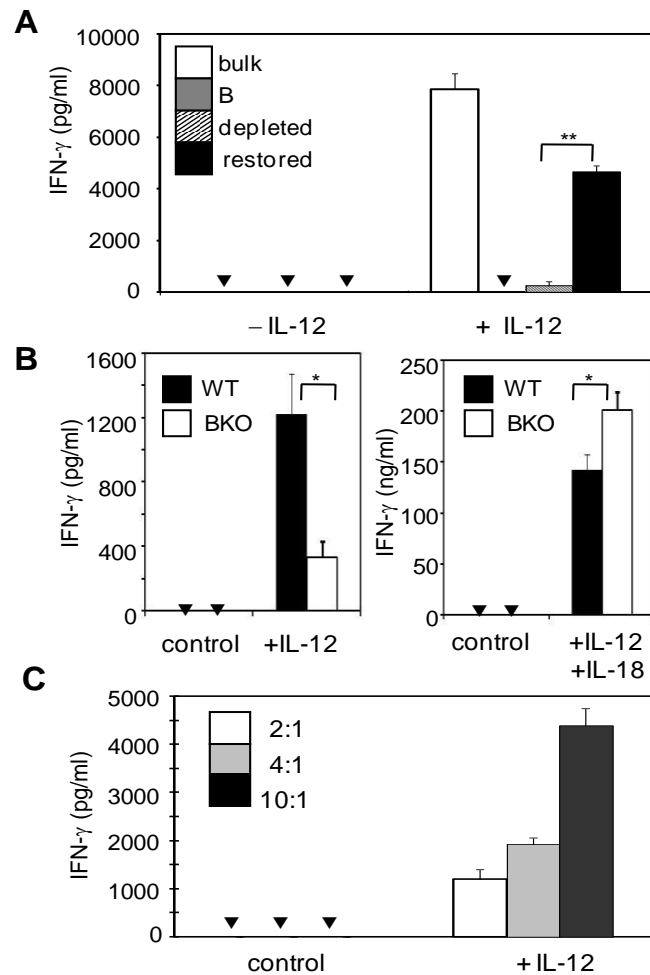 A
10000
8000
6000
4000
2000
0
IFN-γ (pg/ml)
bulk
B
depleted
restored
**
– IL-12
+ IL-12
B
1600
1200
800
400
0
IFN-γ (pg/ml)
WT
BKO
*
control
+IL-12
250
200
150
100
50
0
IFN-γ (ng/ml)
WT
BKO
*
control
+IL-12
+IL-18
C
5000
4000
3000
2000
1000
0
IFN-γ (pg/ml)
2:1
4:1
10:1
control
+ IL-12